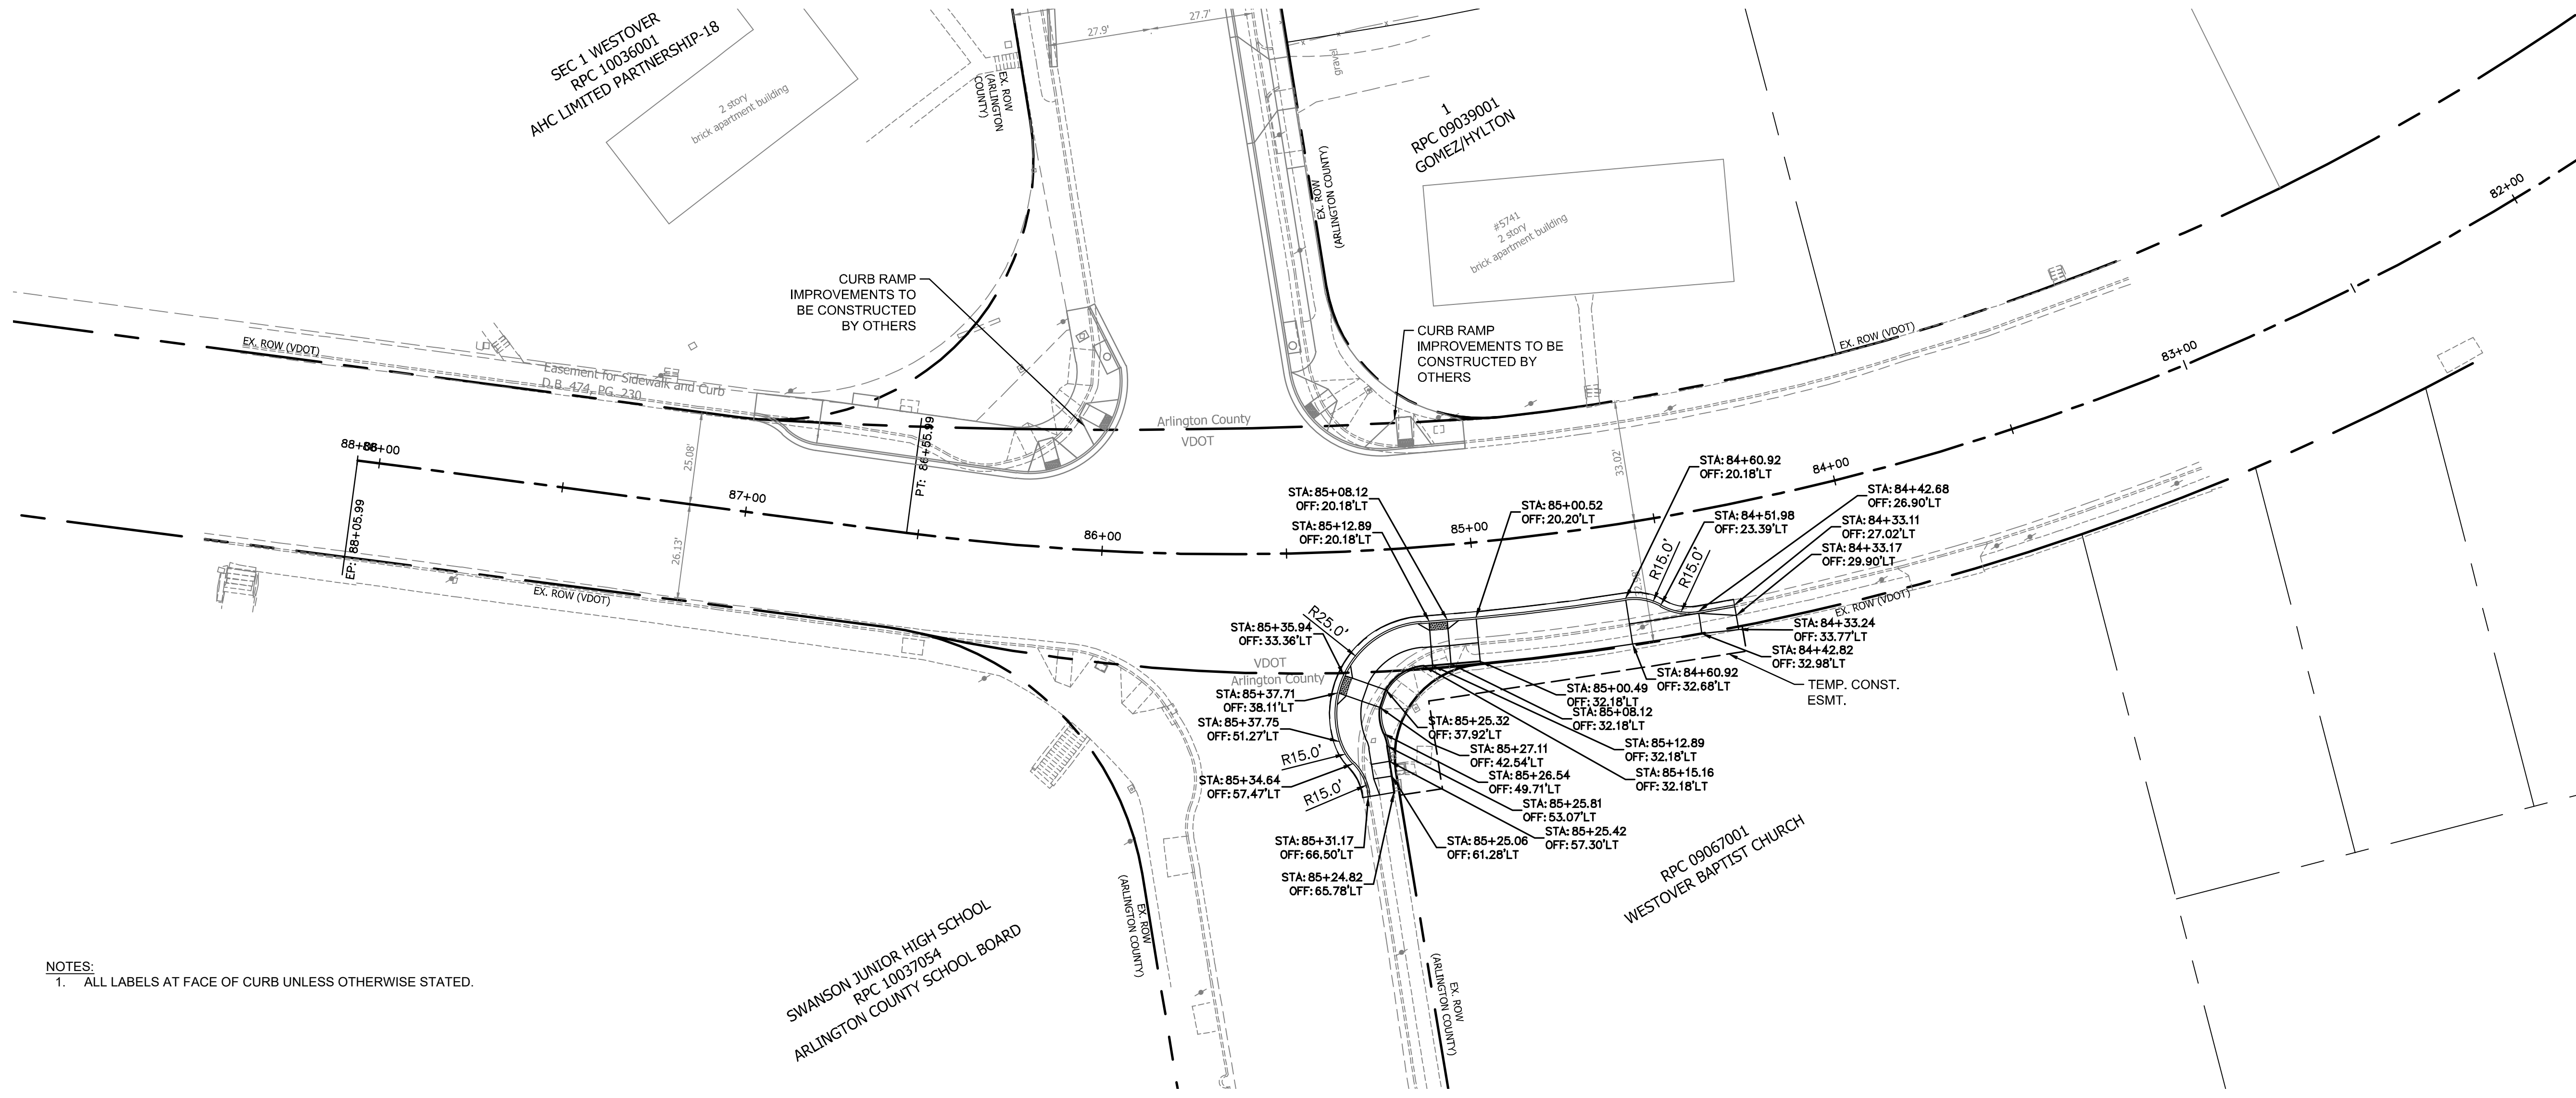 SEC 1 WESTOVER
RPC 10036001
AHC LIMITED PARTNERSHIP-18
2 story
brick apartment building
EX. ROW
(ARLINGTON
COUNTY)
27.9'
27.7'
gravel
1
RPC 09039001
GOMEZ/HYLTON
EX. ROW
(ARLINGTON COUNTY)
#5741
2 story
brick apartment building
82+00
CURB RAMP
IMPROVEMENTS TO
BE CONSTRUCTED
BY OTHERS
CURB RAMP
IMPROVEMENTS TO BE
CONSTRUCTED BY
OTHERS
EX. ROW (VDOT)
EX. ROW (VDOT)
83+00
Easement for Sidewalk and Curb
D.B. 474, PG. 230
Arlington County
VDOT
88+00
EP: 88+05.99
25.08'
87+00
26.13'
PT: 86+55.99
86+00
85+00
33.02'
84+00
STA: 85+08.12
OFF: 20.18'LT
STA: 85+12.89
OFF: 20.18'LT
STA: 85+00.52
OFF: 20.20'LT
STA: 84+60.92
OFF: 20.18'LT
STA: 84+51.98
OFF: 23.39'LT
STA: 84+42.68
OFF: 26.90'LT
STA: 84+33.11
OFF: 27.02'LT
STA: 84+33.17
OFF: 29.90'LT
R15.0'
R15.0'
EX. ROW (VDOT)
EX. ROW (VDOT)
R25.0'
STA: 85+35.94
OFF: 33.36'LT
VDOT
Arlington County
STA: 84+33.24
OFF: 33.77'LT
STA: 84+42.82
OFF: 32.98'LT
STA: 84+60.92
OFF: 32.68'LT
TEMP. CONST.
ESMT.
STA: 85+37.71
OFF: 38.11'LT
STA: 85+37.75
OFF: 51.27'LT
R15.0'
STA: 85+34.64
OFF: 57.47'LT
R15.0'
STA: 85+00.49
OFF: 32.18'LT
STA: 85+08.12
OFF: 32.18'LT
STA: 85+12.89
OFF: 32.18'LT
STA: 85+15.16
OFF: 32.18'LT
STA: 85+25.32
OFF: 37.92'LT
STA: 85+27.11
OFF: 42.54'LT
STA: 85+26.54
OFF: 49.71'LT
STA: 85+25.81
OFF: 53.07'LT
STA: 85+25.42
OFF: 57.30'LT
STA: 85+25.06
OFF: 61.28'LT
STA: 85+31.17
OFF: 66.50'LT
STA: 85+24.82
OFF: 65.78'LT
RPC 09067001
WESTOVER BAPTIST CHURCH
EX. ROW
(ARLINGTON COUNTY)
EX. ROW
(ARLINGTON COUNTY)
SWANSON JUNIOR HIGH SCHOOL
RPC 10037054
ARLINGTON COUNTY SCHOOL BOARD
NOTES:
1. ALL LABELS AT FACE OF CURB UNLESS OTHERWISE STATED.